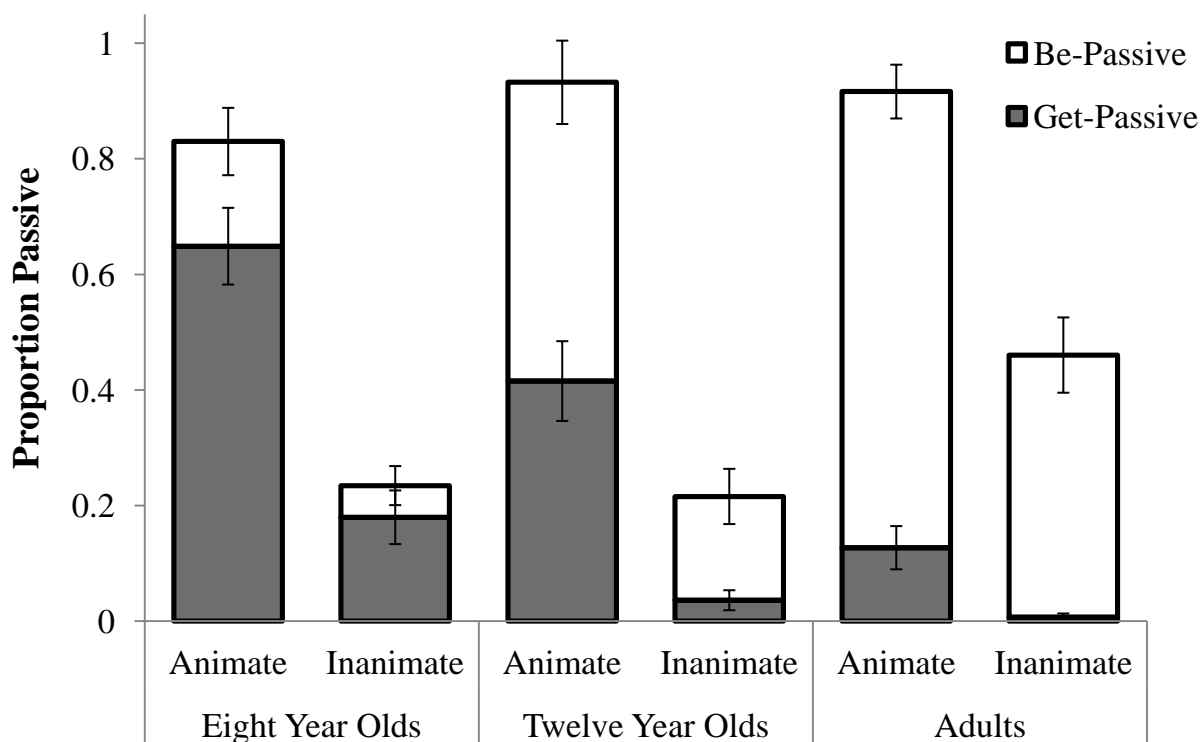 Proportion Passive
1
0.8
0.6
0.4
0.2
0
Be-Passive
Get-Passive
Animate Inanimate Animate Inanimate Animate Inanimate
Eight Year Olds Twelve Year Olds Adults